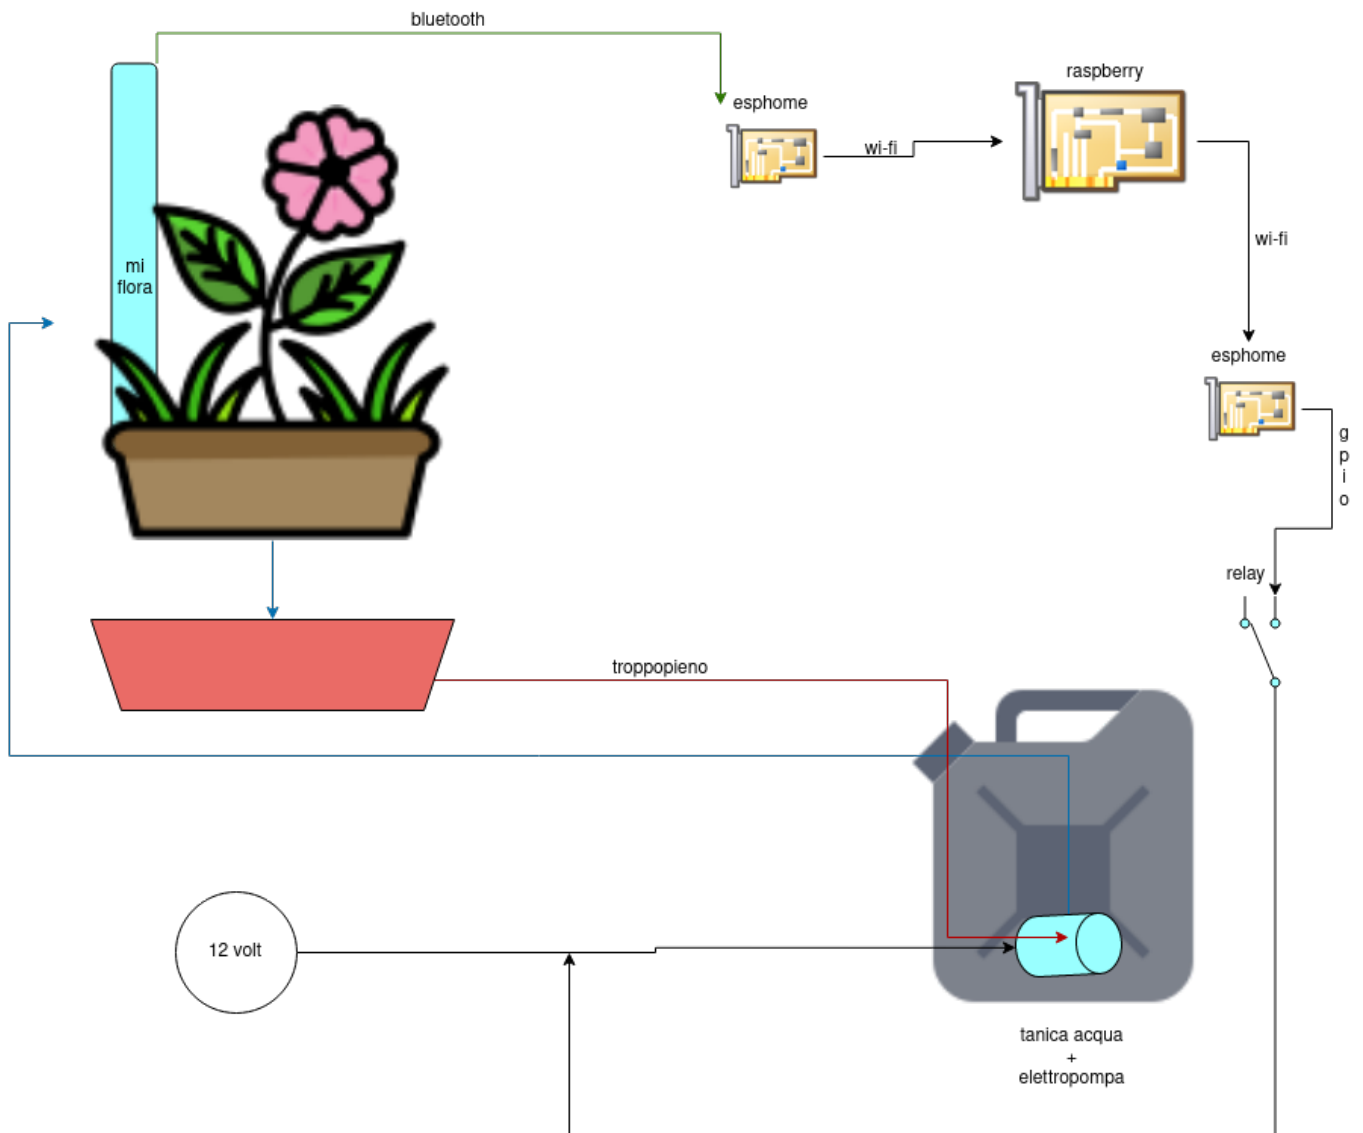 bluetooth
raspberry
esphome
wi-fi
wi-fi
mi
flora
esphome
g
p
i
o
relay
troppopieno
12 volt
tanica acqua
+
elettropompa